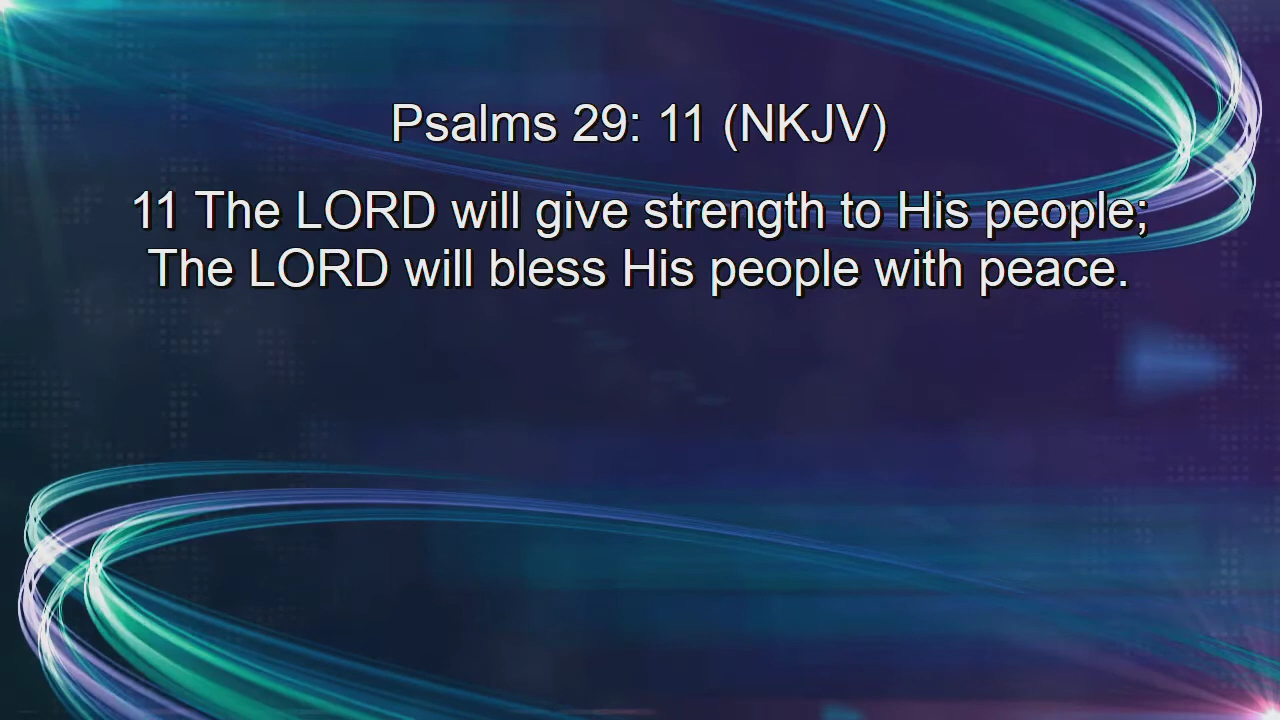 Psalms 29: 11 (NKJV)
11 The LORD will give strength to His people;
The LORD will bless His people with peace.